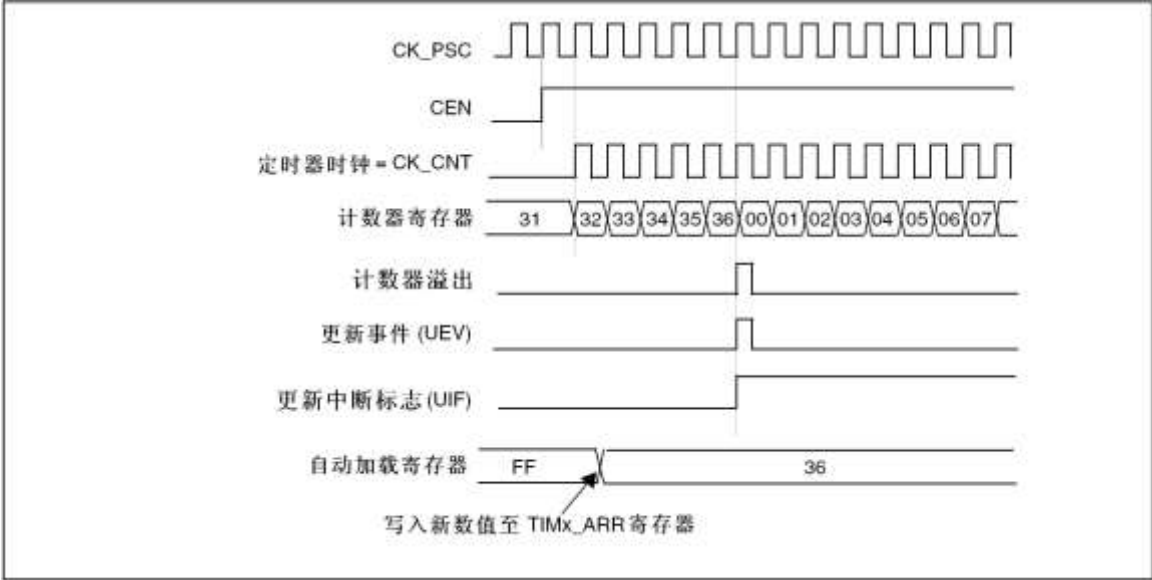 CK_PSC
CEN
定时器时钟 = CK_CNT
计数器寄存器 31 32 33 34 35 36 00 01 02 03 04 05 06 07
计数器溢出
更新事件 (UEV)
更新中断标志 (UIF)
自动加载寄存器 FF 36
写入新数值至 TIMx_ARR 寄存器